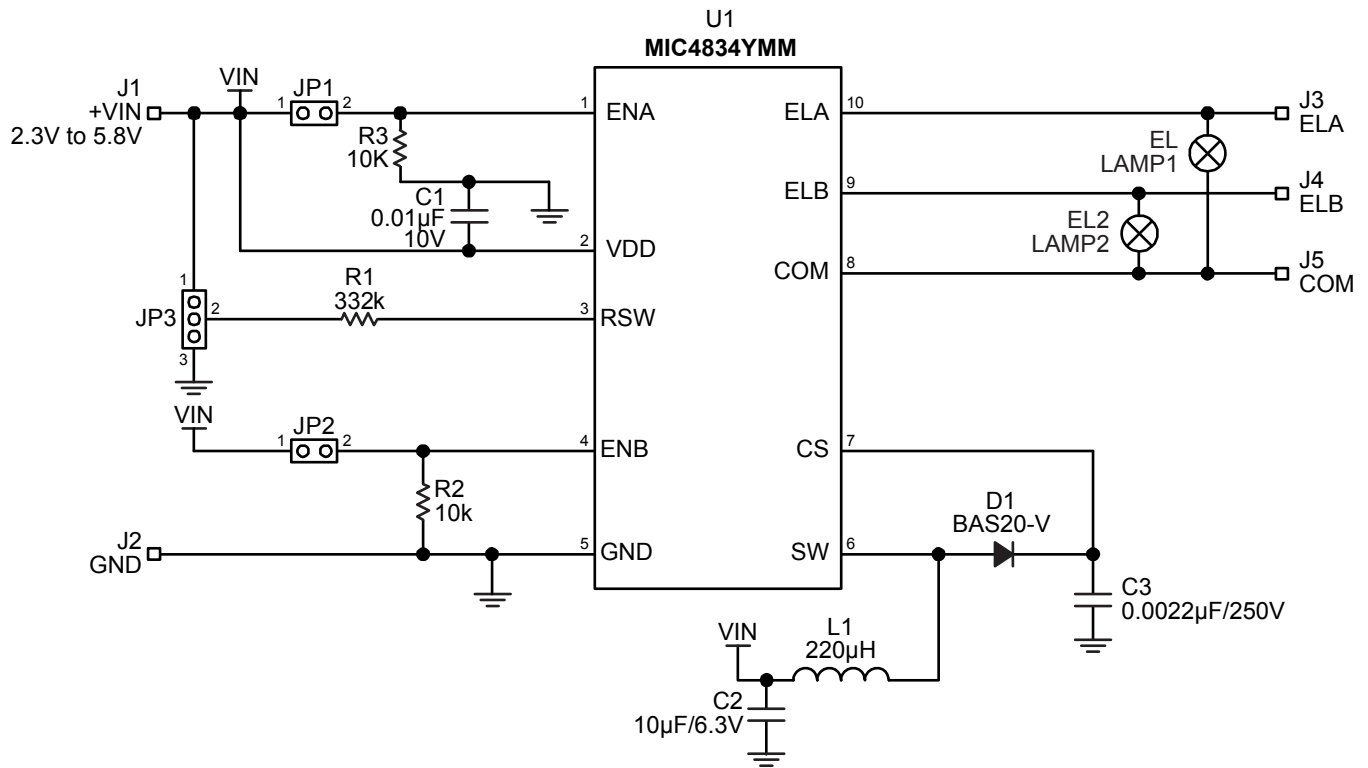 U1
MIC4834YMM
J1
+VIN
2.3V to 5.8V
VIN
1 JP1 2
R3
10K
C1
0.01µF
10V
1 ENA
2 VDD
3 RSW
4 ENB
5 GND
1
JP3 2
3
R1
332k
VIN
1 JP2 2
R2
10k
J2
GND
ELA 10
ELB 9
COM 8
CS 7
SW 6
EL
LAMP1
EL2
LAMP2
J3
ELA
J4
ELB
J5
COM
D1
BAS20-V
C3
0.0022µF/250V
VIN
L1
220µH
C2
10µF/6.3V